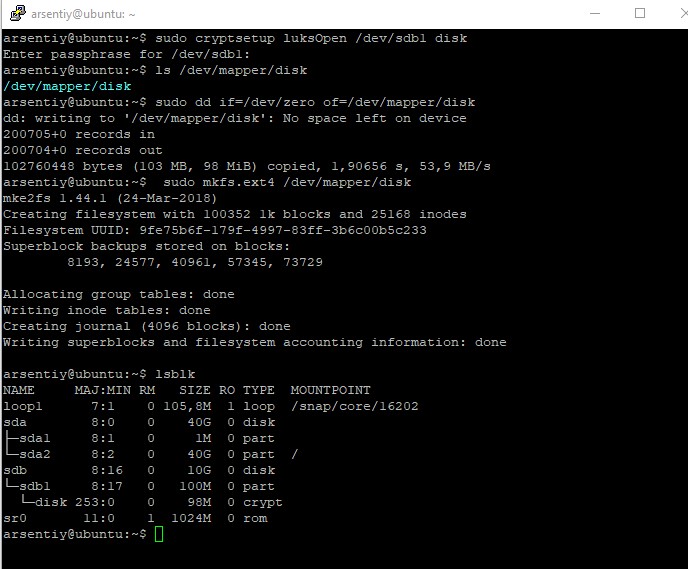 arsentiy@ubuntu: ~
arsentiy@ubuntu:~$ sudo cryptsetup luksOpen /dev/sdb1 disk
Enter passphrase for /dev/sdb1:
arsentiy@ubuntu:~$ ls /dev/mapper/disk
/dev/mapper/disk
arsentiy@ubuntu:~$ sudo dd if=/dev/zero of=/dev/mapper/disk
dd: writing to '/dev/mapper/disk': No space left on device
200705+0 records in
200704+0 records out
102760448 bytes (103 MB, 98 MiB) copied, 1,90656 s, 53,9 MB/s
arsentiy@ubuntu:~$  sudo mkfs.ext4 /dev/mapper/disk
mke2fs 1.44.1 (24-Mar-2018)
Creating filesystem with 100352 1k blocks and 25168 inodes
Filesystem UUID: 9fe75b6f-179f-4997-83ff-3b6c00b5c233
Superblock backups stored on blocks:
        8193, 24577, 40961, 57345, 73729
Allocating group tables: done
Writing inode tables: done
Creating journal (4096 blocks): done
Writing superblocks and filesystem accounting information: done
arsentiy@ubuntu:~$ lsblk
NAME     MAJ:MIN RM   SIZE RO TYPE  MOUNTPOINT
loop1      7:1    0 105,8M  1 loop  /snap/core/16202
sda        8:0    0    40G  0 disk
├─sda1     8:1    0     1M  0 part
└─sda2     8:2    0    40G  0 part  /
sdb        8:16   0    10G  0 disk
└─sdb1     8:17   0   100M  0 part
  └─disk 253:0    0    98M  0 crypt
sr0       11:0    1  1024M  0 rom
arsentiy@ubuntu:~$